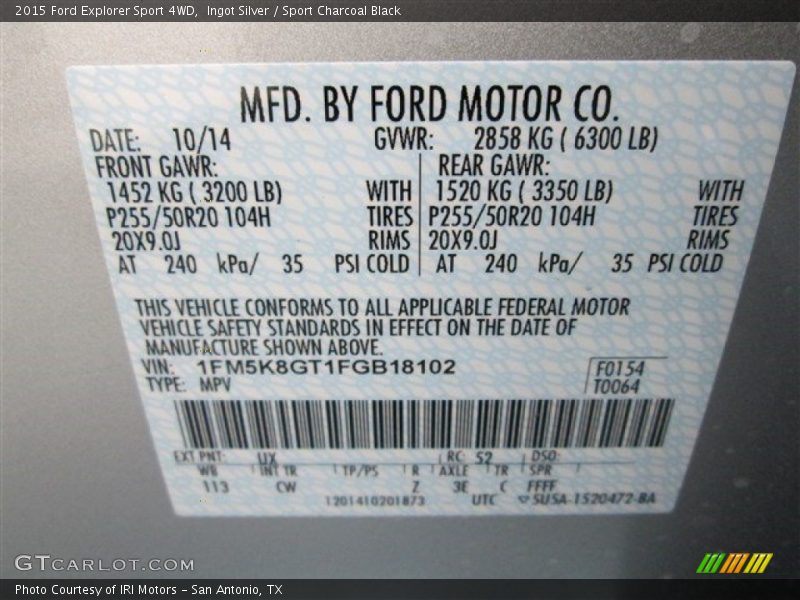 2015 Ford Explorer Sport 4WD,  Ingot Silver / Sport Charcoal Black
MFD. BY FORD MOTOR CO.
DATE: 10/14 GVWR: 2858 KG ( 6300 LB)
FRONT GAWR: REAR GAWR:
1452 KG ( 3200 LB) WITH 1520 KG ( 3350 LB) WITH
P255/50R20 104H TIRES P255/50R20 104H TIRES
20X9.0J RIMS 20X9.0J RIMS
AT 240 kPa/ 35 PSI COLD AT 240 kPa/ 35 PSI COLD
THIS VEHICLE CONFORMS TO ALL APPLICABLE FEDERAL MOTOR
VEHICLE SAFETY STANDARDS IN EFFECT ON THE DATE OF
MANUFACTURE SHOWN ABOVE.
VIN: 1FM5K8GT1FGB18102 F0154
TYPE: MPV T0064
EXT PNT: UX RC: 52 DSO:
WB INT TR TP/PS R AXLE TR SPR
113 CW Z 3E C FFFF
1201410201873 UTC SU5A-1520472-BA
GTCARLOT.COM
Photo Courtesy of IRI Motors – San Antonio, TX